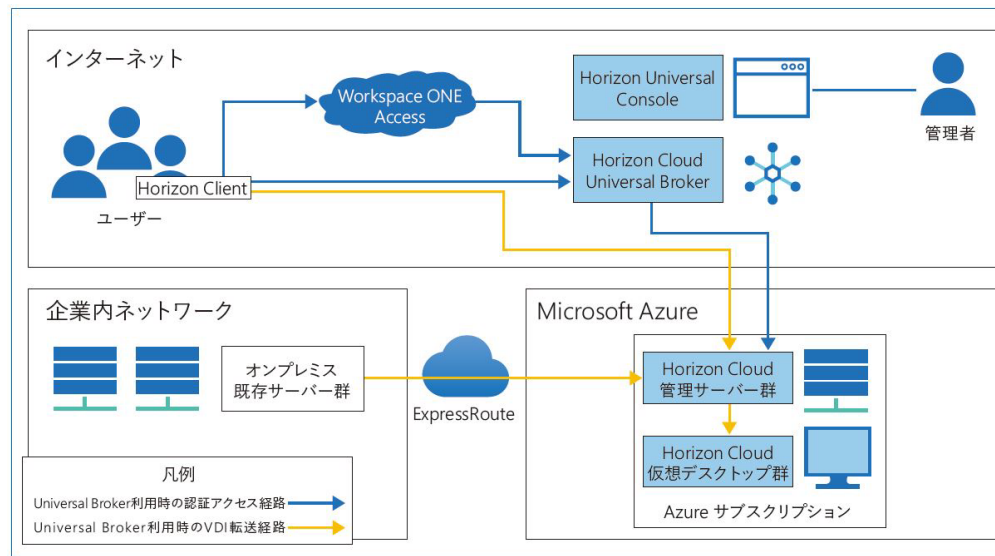 インターネット
Workspace ONE
Access
Horizon Universal
Console
管理者
Horizon Cloud
Universal Broker
Horizon Client
ユーザー
企業内ネットワーク
オンプレミス
既存サーバー群
ExpressRoute
Microsoft Azure
Horizon Cloud
管理サーバー群
Horizon Cloud
仮想デスクトップ群
Azure サブスクリプション
凡例
Universal Broker利用時の認証アクセス経路
Universal Broker利用時のVDI転送経路